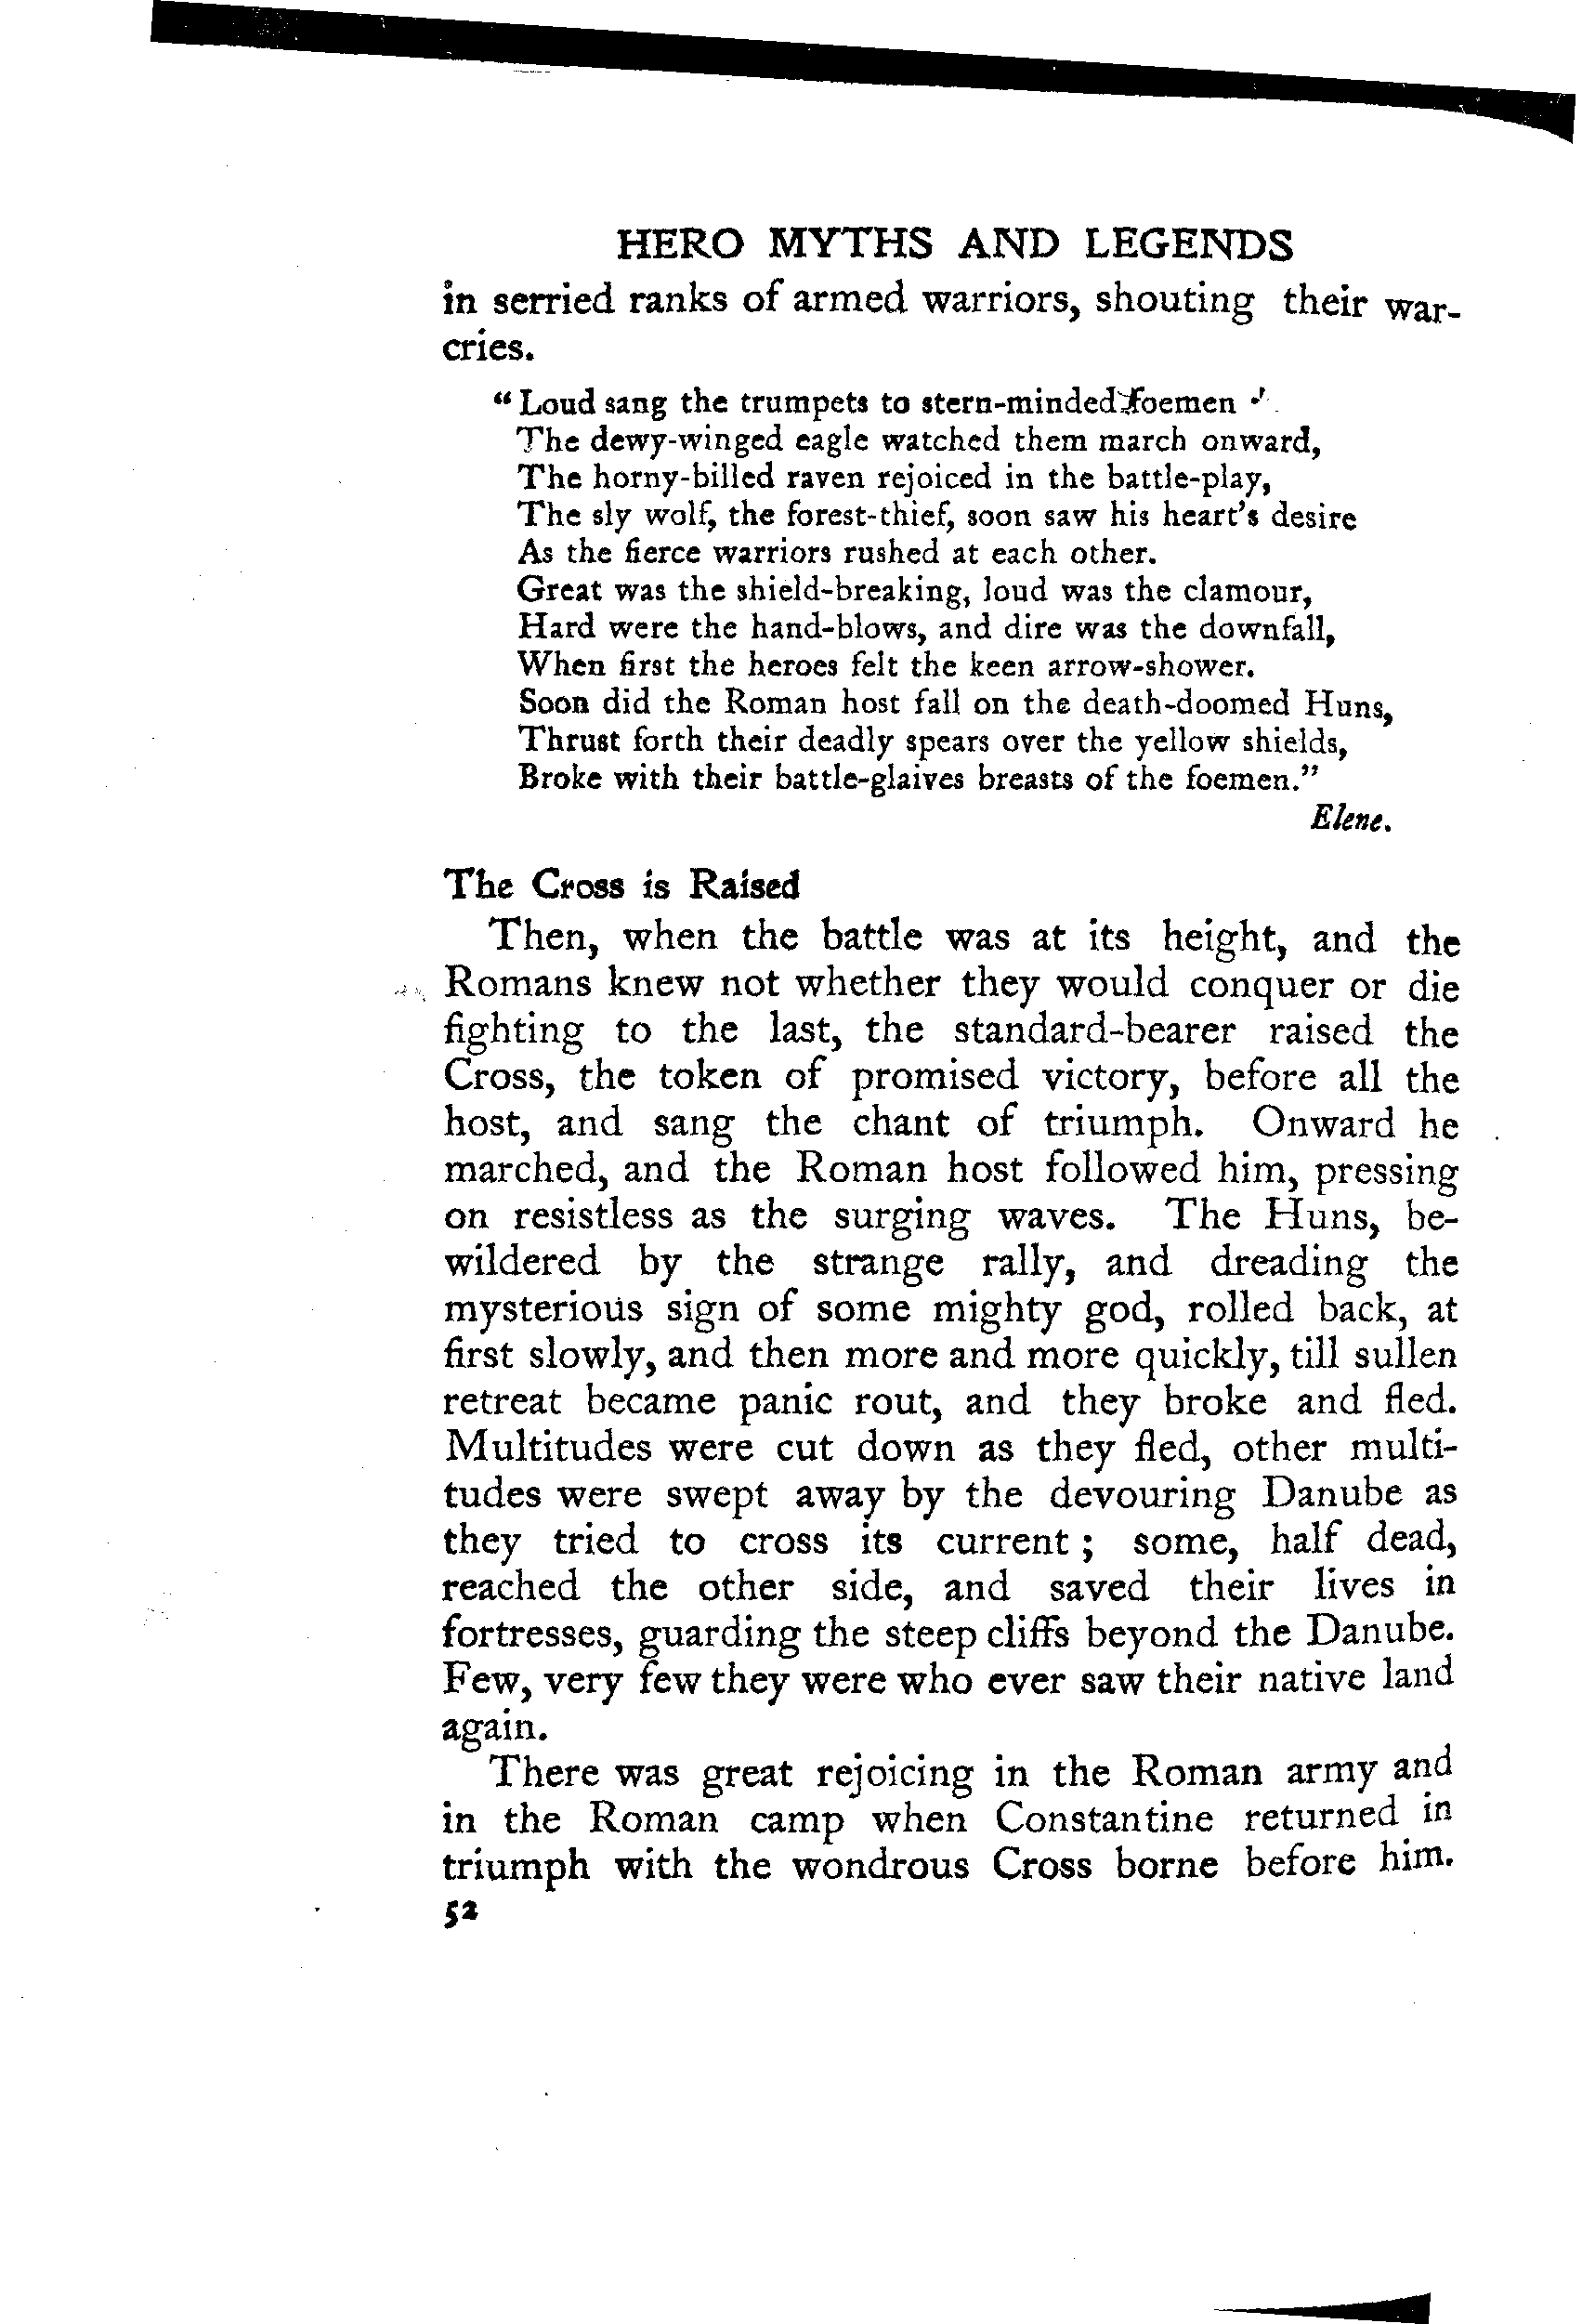 HERO MYTHS AND LEGENDS
in serried ranks of armed warriors, shouting their war-
cries.
“Loud sang the trumpets to stern-minded foemen
The dewy-winged eagle watched them march onward,
The horny-billed raven rejoiced in the battle-play,
The sly wolf, the forest-thief, soon saw his heart's desire
As the fierce warriors rushed at each other.
Great was the shield-breaking, loud was the clamour,
Hard were the hand-blows, and dire was the downfall,
When first the heroes felt the keen arrow-shower.
Soon did the Roman host fall on the death-doomed Huns,
Thrust forth their deadly spears over the yellow shields,
Broke with their battle-glaives breasts of the foemen.”
Elene.
The Cross is Raised
Then, when the battle was at its height, and the
Romans knew not whether they would conquer or die
fighting to the last, the standard-bearer raised the
Cross, the token of promised victory, before all the
host, and sang the chant of triumph. Onward he
marched, and the Roman host followed him, pressing
on resistless as the surging waves. The Huns, be-
wildered by the strange rally, and dreading the
mysterious sign of some mighty god, rolled back, at
first slowly, and then more and more quickly, till sullen
retreat became panic rout, and they broke and fled.
Multitudes were cut down as they fled, other multi-
tudes were swept away by the devouring Danube as
they tried to cross its current; some, half dead,
reached the other side, and saved their lives in
fortresses, guarding the steep cliffs beyond the Danube.
Few, very few they were who ever saw their native land
again.
There was great rejoicing in the Roman army and
in the Roman camp when Constantine returned in
triumph with the wondrous Cross borne before him.
52